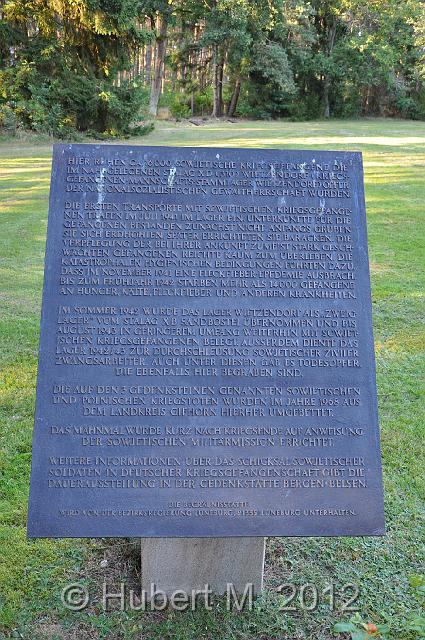 HIER RUHEN CA. 16000 SOWJETISCHE KRIEGSGEFANGENE, DIE
IM NAHEGELEGENEN STALAG X D (310) WIETZENDORF (KRIEGS-
GEFANGENEN-MANNSCHAFTSSTAMMLAGER WIETZENDORF) OPFER
DER NATIONALSOZIALISTISCHEN GEWALTHERRSCHAFT WURDEN.
DIE ERSTEN TRANSPORTE MIT SOWJETISCHEN KRIEGSGEFANGE-
NEN TRAFEN IM JULI 1941 IM LAGER EIN. UNTERKÜNFTE FÜR DIE
GEFANGENEN BESTANDEN ZUNÄCHST NICHT. ANFANGS GRUBEN
SIE SICH ERDHÖHLEN, SPÄTER ERRICHTETEN SIE BARACKEN. DIE
VERPFLEGUNG DER BEI IHRER ANKUNFT ZUMEIST STARK GESCH-
WÄCHTEN GEFANGENEN REICHTE KAUM ZUM ÜBERLEBEN. DIE
KATASTROPHALEN HYGIENISCHEN BEDINGUNGEN FÜHRTEN DAZU,
DASS IM NOVEMBER 1941 EINE FLECKFIEBER-EPIDEMIE AUSBRACH.
BIS ZUM FRÜHJAHR 1942 STARBEN MEHR ALS 14000 GEFANGENE
AN HUNGER, KÄLTE, FLECKFIEBER UND ANDEREN KRANKHEITEN.
IM SOMMER 1942 WURDE DAS LAGER WIETZENDORF ALS „ZWEIG-
LAGER“ VOM STALAG X B SANDBOSTEL ÜBERNOMMEN UND BIS
AUGUST 1943 IN GERINGEREM UMFANG WEITERHIN MIT SOWJET-
ISCHEN KRIEGSGEFANGENEN BELEGT. AUSSERDEM DIENTE DAS
LAGER 1942/43 ZUR DURCHSCHLEUSUNG SOWJETISCHER ZIVILER
ZWANGSARBEITER. AUCH UNTER DIESEN GAB ES TODESOPFER,
DIE EBENFALLS HIER BEGRABEN SIND.
DIE AUF DEN 3 GEDENKSTEINEN GENANNTEN SOWJETISCHEN
UND POLNISCHEN KRIEGSTOTEN WURDEN IM JAHRE 1968 AUS
DEM LANDKREIS GIFHORN HIERHER UMGEBETTET.
DAS MAHNMAL WURDE KURZ NACH KRIEGSENDE AUF ANWEISUNG
DER SOWJETISCHEN MILITÄRMISSION ERRICHTET.
WEITERE INFORMATIONEN ÜBER DAS SCHICKSAL SOWJETISCHER
SOLDATEN IN DEUTSCHER KRIEGSGEFANGENSCHAFT GIBT DIE
DAUERAUSSTELLUNG IN DER GEDENKSTÄTTE BERGEN-BELSEN.
DIE BEGRÄBNISSTÄTTE
WIRD VON DER BEZIRKSREGIERUNG LÜNEBURG, 21335 LÜNEBURG UNTERHALTEN.
© Hubert M. 2012